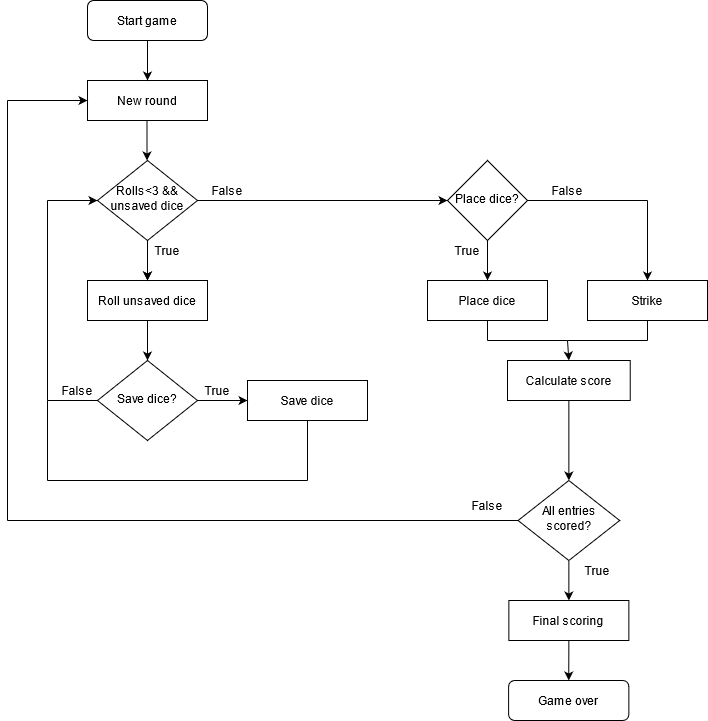 Start game
New round
Rolls<3 &&
unsaved dice
False
Place dice?
False
True
True
Roll unsaved dice
Place dice
Strike
Save dice?
False
True
Save dice
Calculate score
All entries
scored?
False
True
Final scoring
Game over